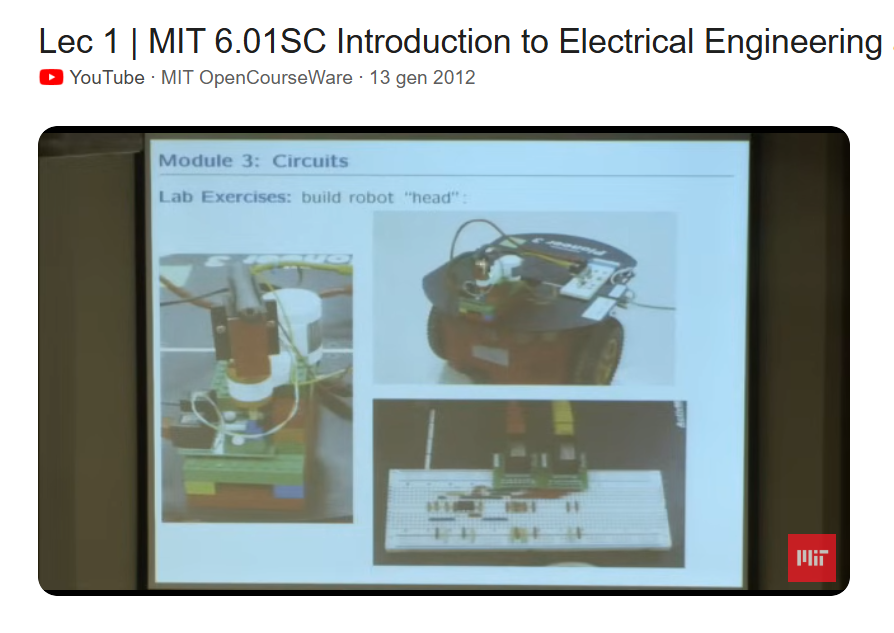 Lec 1 | MIT 6.01SC Introduction to Electrical Engineering
YouTube · MIT OpenCourseWare · 13 gen 2012
Module 3: Circuits
Lab Exercises: build robot "head":
MIT